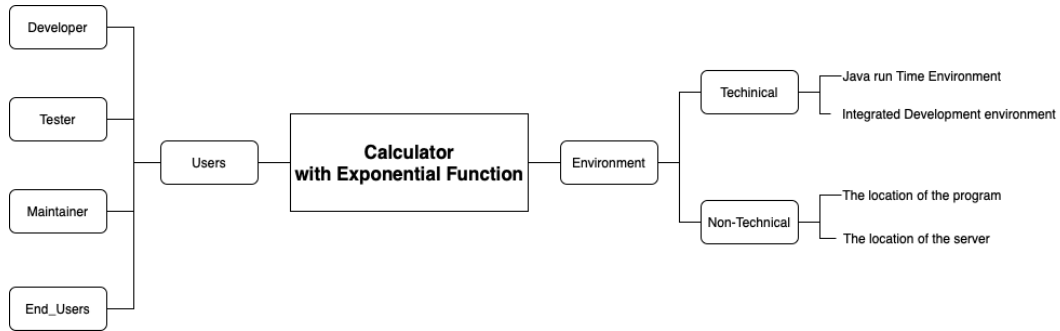 Developer
Tester
Maintainer
End_Users
Users
Calculator
with Exponential Function
Environment
Techinical
Java run Time Environment
Integrated Development environment
Non-Technical
The location of the program
The location of the server